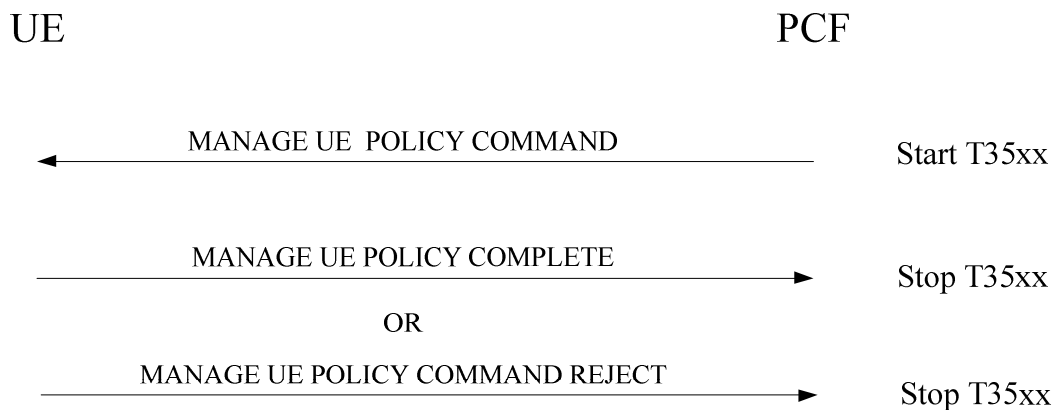 UE PCF
MANAGE UE POLICY COMMAND Start T35xx
MANAGE UE POLICY COMPLETE Stop T35xx
OR
MANAGE UE POLICY COMMAND REJECT Stop T35xx